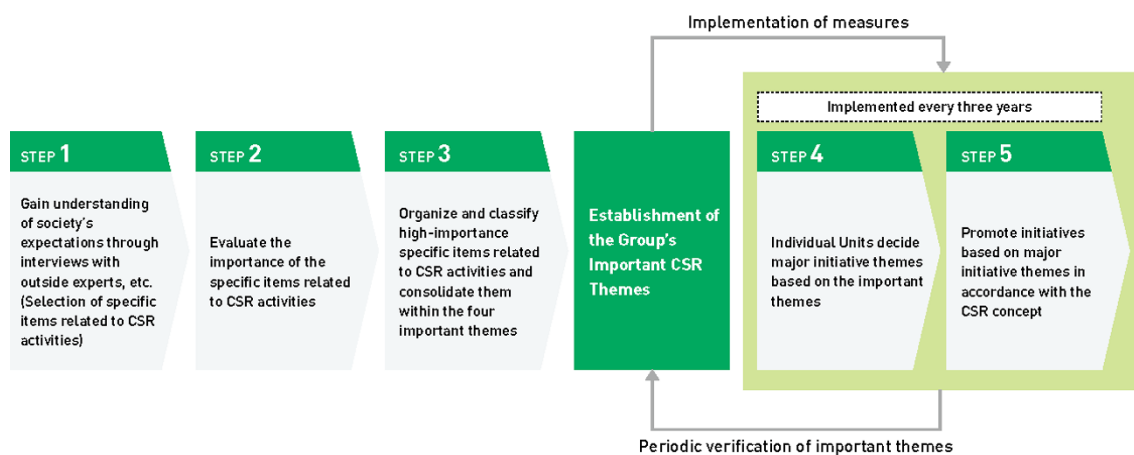 Implementation of measures
Implemented every three years
STEP 1
Gain understanding
of society's
expectations through
interviews with
outside experts, etc.
(Selection of specific
items related to CSR
activities)
STEP 2
Evaluate the
importance of the
specific items related
to CSR activities
STEP 3
Organize and classify
high-importance
specific items related
to CSR activities and
consolidate them
within the four
important themes
Establishment of
the Group's
Important CSR
Themes
STEP 4
Individual Units decide
major initiative themes
based on the important
themes
STEP 5
Promote initiatives
based on major
initiative themes in
accordance with the
CSR concept
Periodic verification of important themes